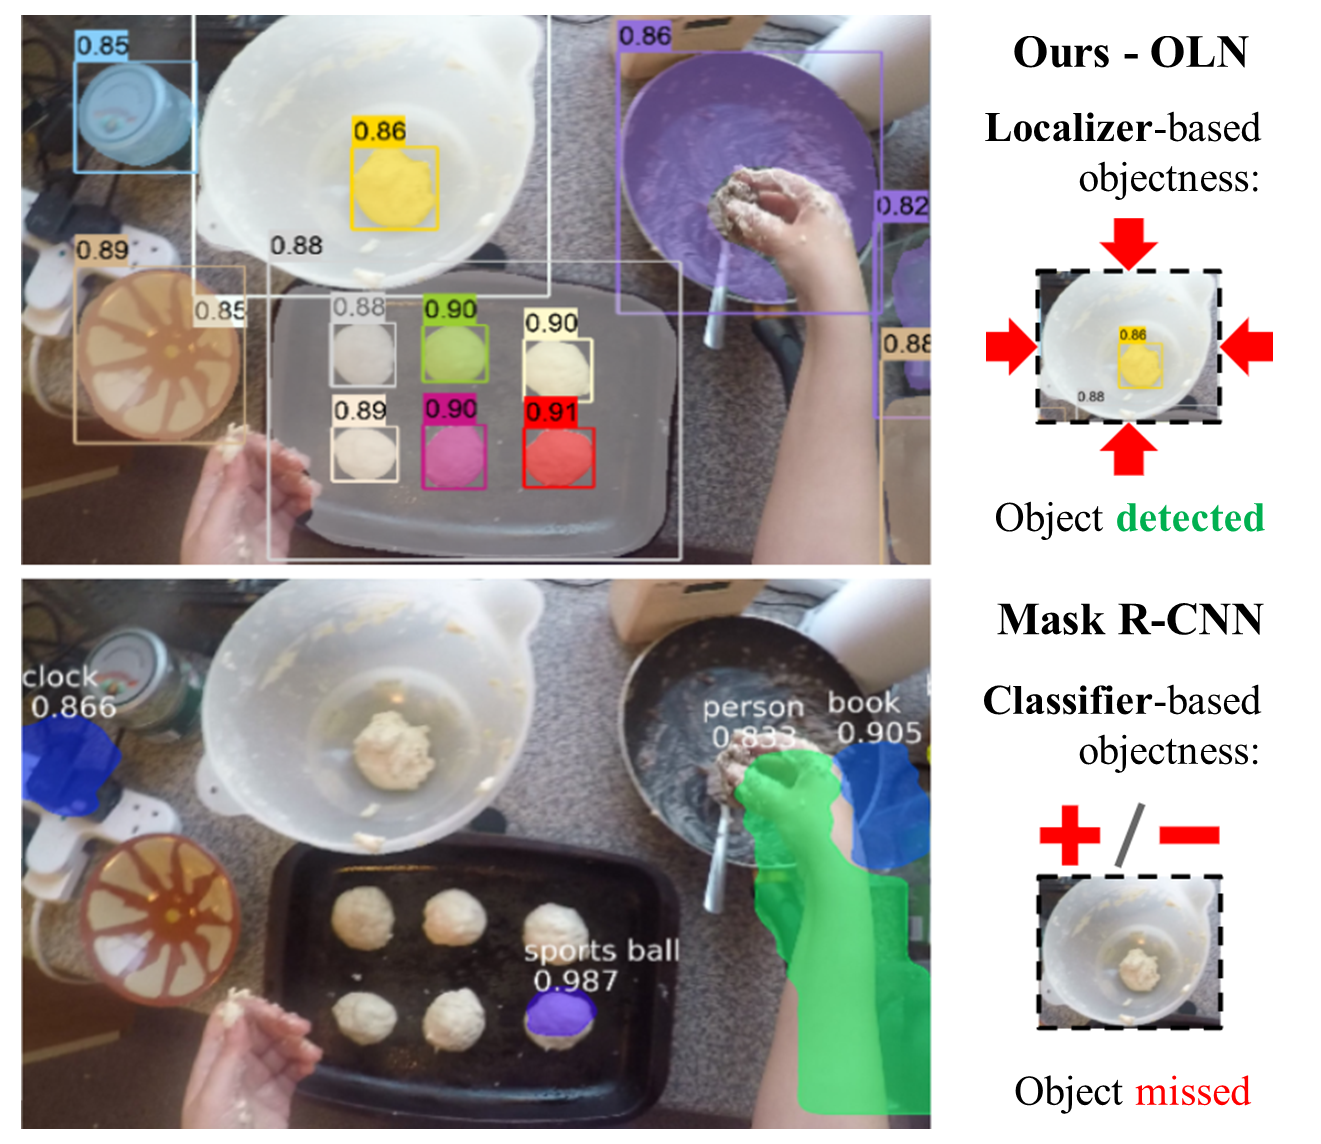 0.85
0.86
0.86
0.82
0.89
0.88
0.85
0.88
0.90
0.90
0.88
0.89
0.90
0.91
Ours - OLN
Localizer-based
objectness:
0.86
0.88
Object detected
clock
0.866
person
0.833
book
0.905
sports ball
0.987
Mask R-CNN
Classifier-based
objectness:
+ / −
Object missed